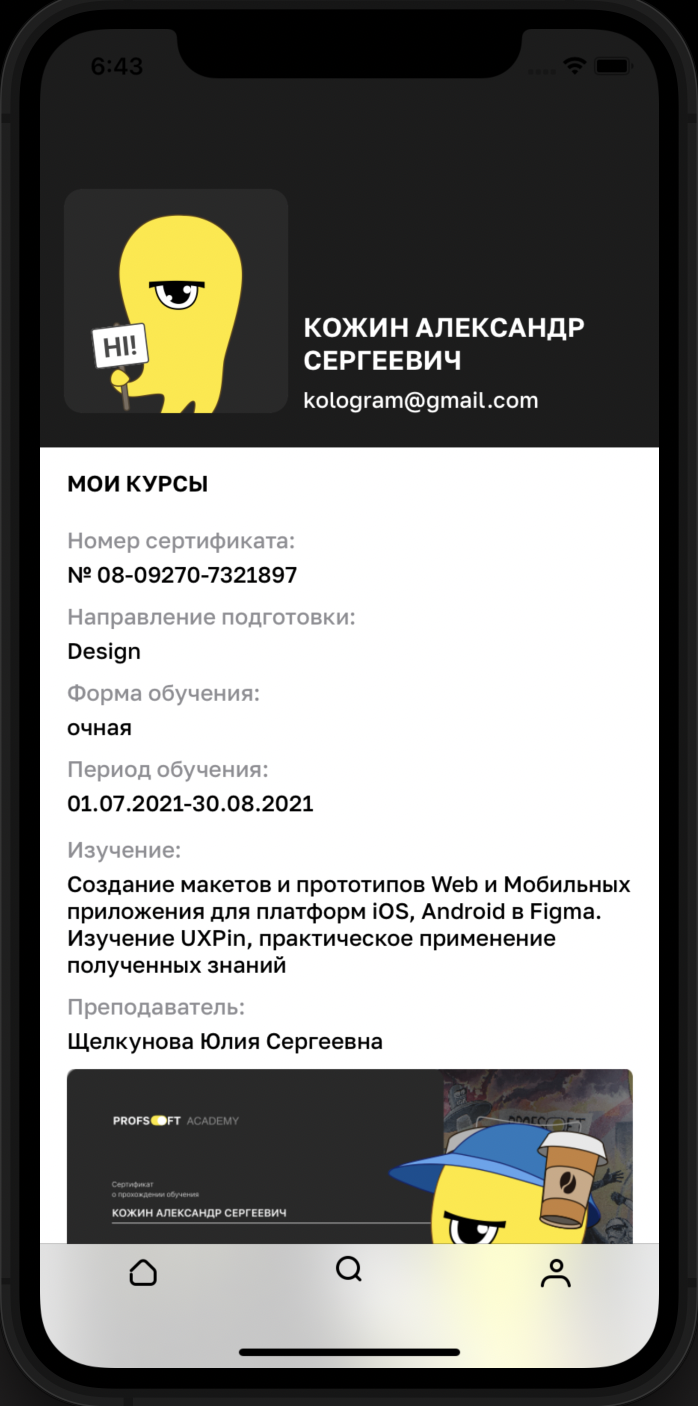 6:43
HI!
КОЖИН АЛЕКСАНДР
СЕРГЕЕВИЧ
kologram@gmail.com
МОИ КУРСЫ
Номер сертификата:
№ 08-09270-7321897
Направление подготовки:
Design
Форма обучения:
очная
Период обучения:
01.07.2021-30.08.2021
Изучение:
Создание макетов и прототипов Web и Мобильных
приложения для платформ iOS, Android в Figma.
Изучение UXPin, практическое применение
полученных знаний
Преподаватель:
Щелкунова Юлия Сергеевна
PROFSOFT ACADEMY
Сертификат
о прохождении обучения
КОЖИН АЛЕКСАНДР СЕРГЕЕВИЧ